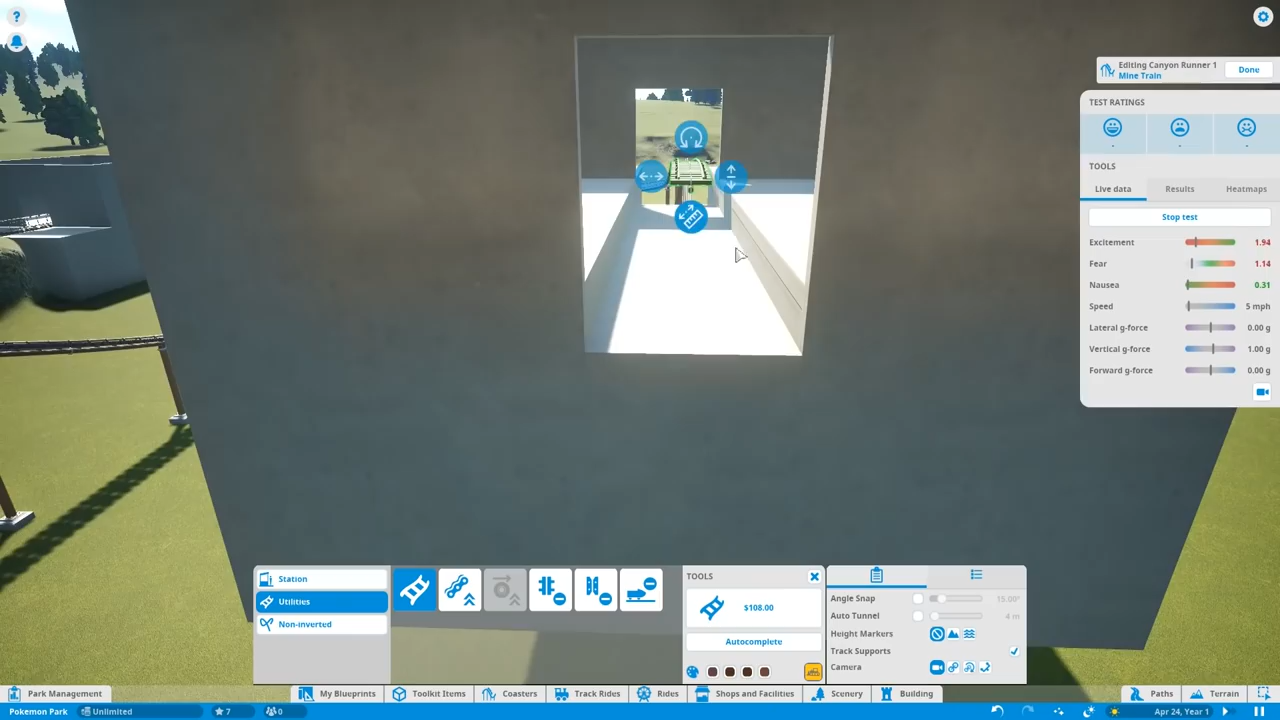 ?
Editing Canyon Runner 1
Mine Train
Done
TEST RATINGS
- - -
TOOLS
Live data Results Heatmaps
Stop test
Excitement 1.94
Fear 1.14
Nausea 0.31
Speed 5 mph
Lateral g-force 0.00 g
Vertical g-force 1.00 g
Forward g-force 0.00 g
Station
Utilities
Non-inverted
TOOLS
$108.00
Autocomplete
Angle Snap 15.00°
Auto Tunnel 4 m
Height Markers
Track Supports
Camera
Park Management My Blueprints Toolkit Items Coasters Track Rides Rides Shops and Facilities Scenery Building Paths Terrain
Pokemon Park Unlimited 7 0 Apr 24, Year 1